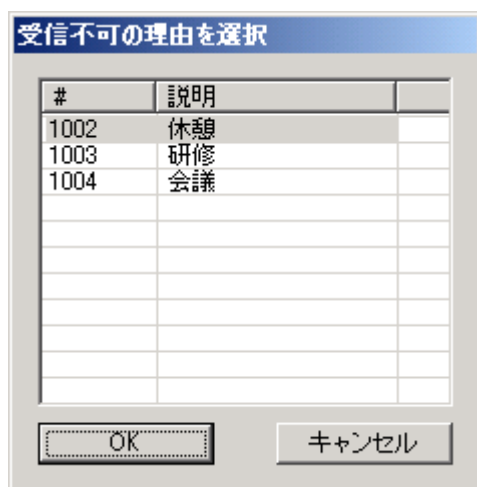 受信不可の理由を選択
# 説明
1002 休憩
1003 研修
1004 会議
OK キャンセル